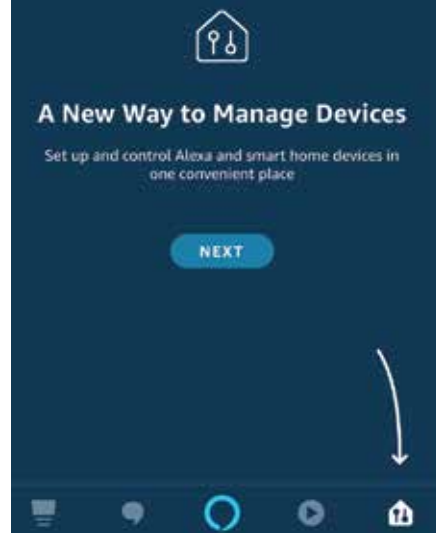 A New Way to Manage Devices
Set up and control Alexa and smart home devices in
one convenient place
NEXT